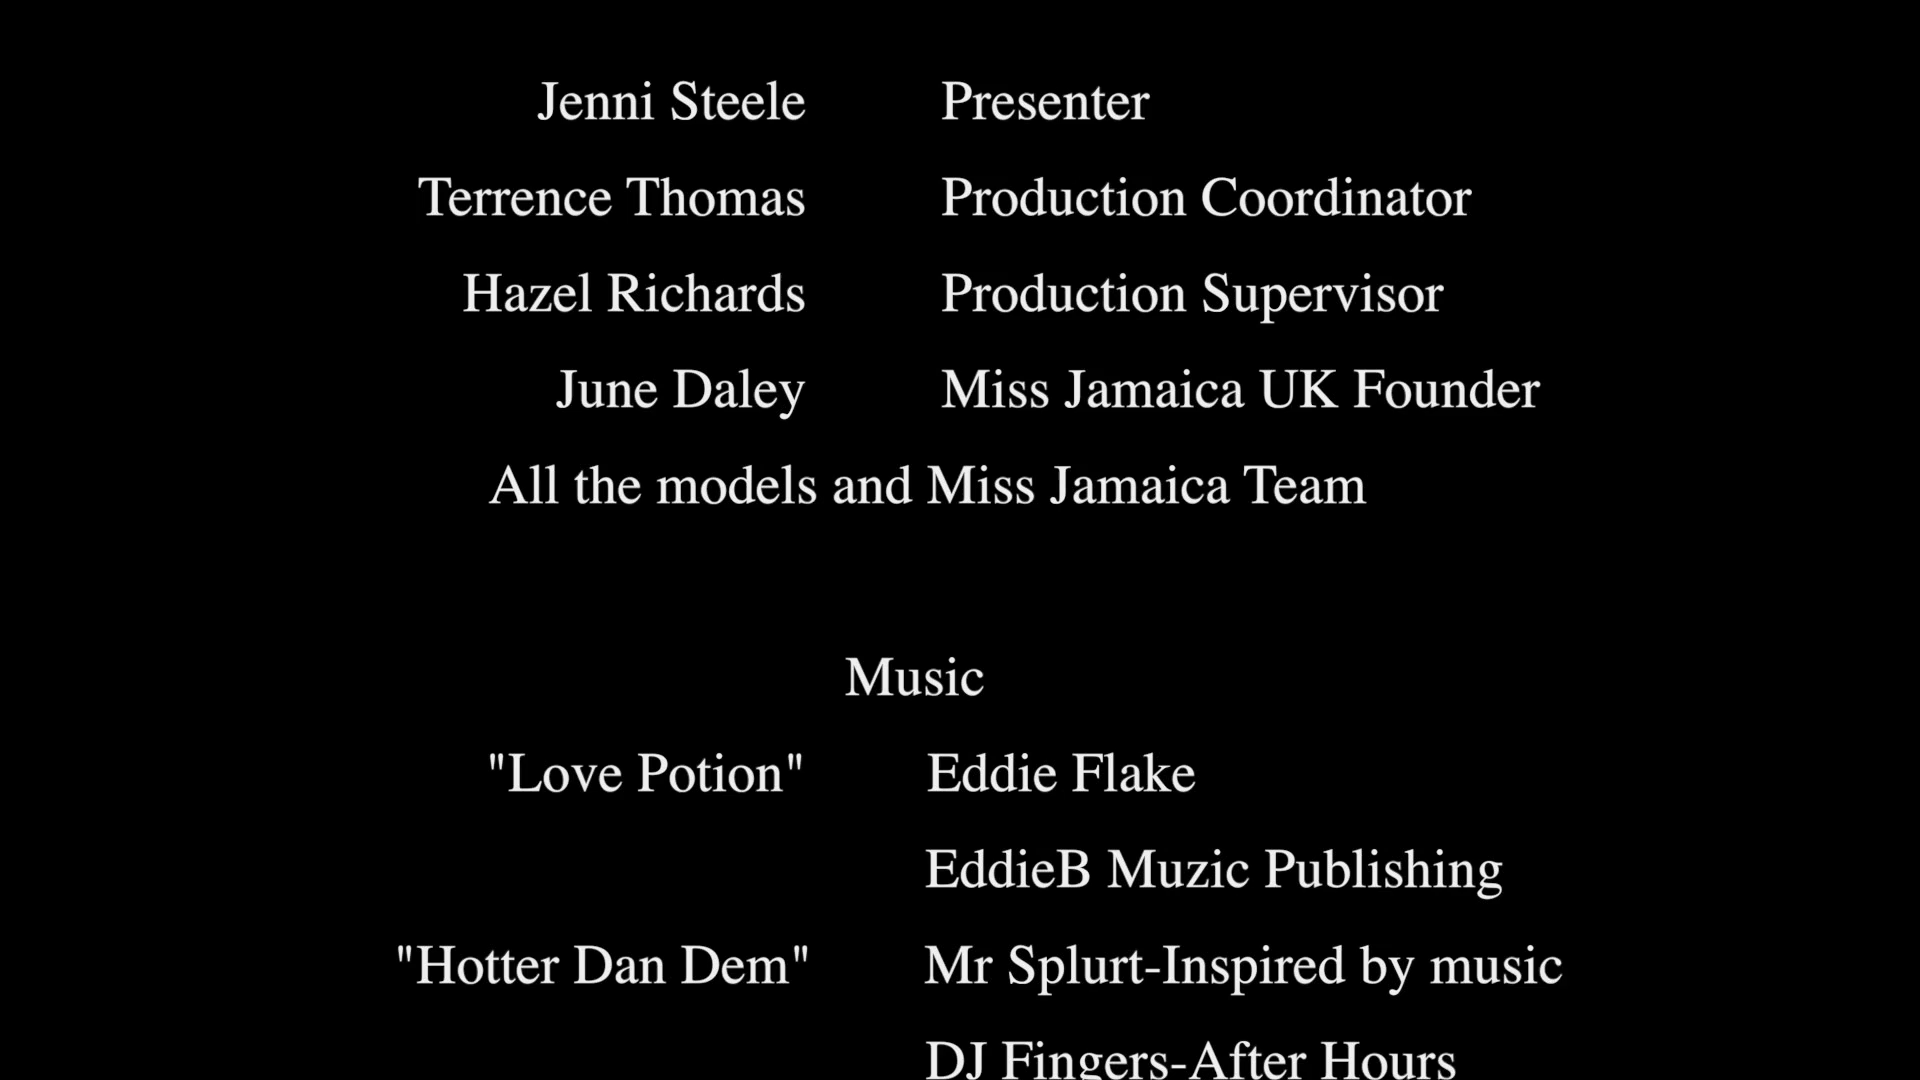 Jenni Steele Presenter
Terrence Thomas Production Coordinator
Hazel Richards Production Supervisor
June Daley Miss Jamaica UK Founder
All the models and Miss Jamaica Team
Music
"Love Potion" Eddie Flake
EddieB Muzic Publishing
"Hotter Dan Dem" Mr Splurt-Inspired by music
DJ Fingers-After Hours